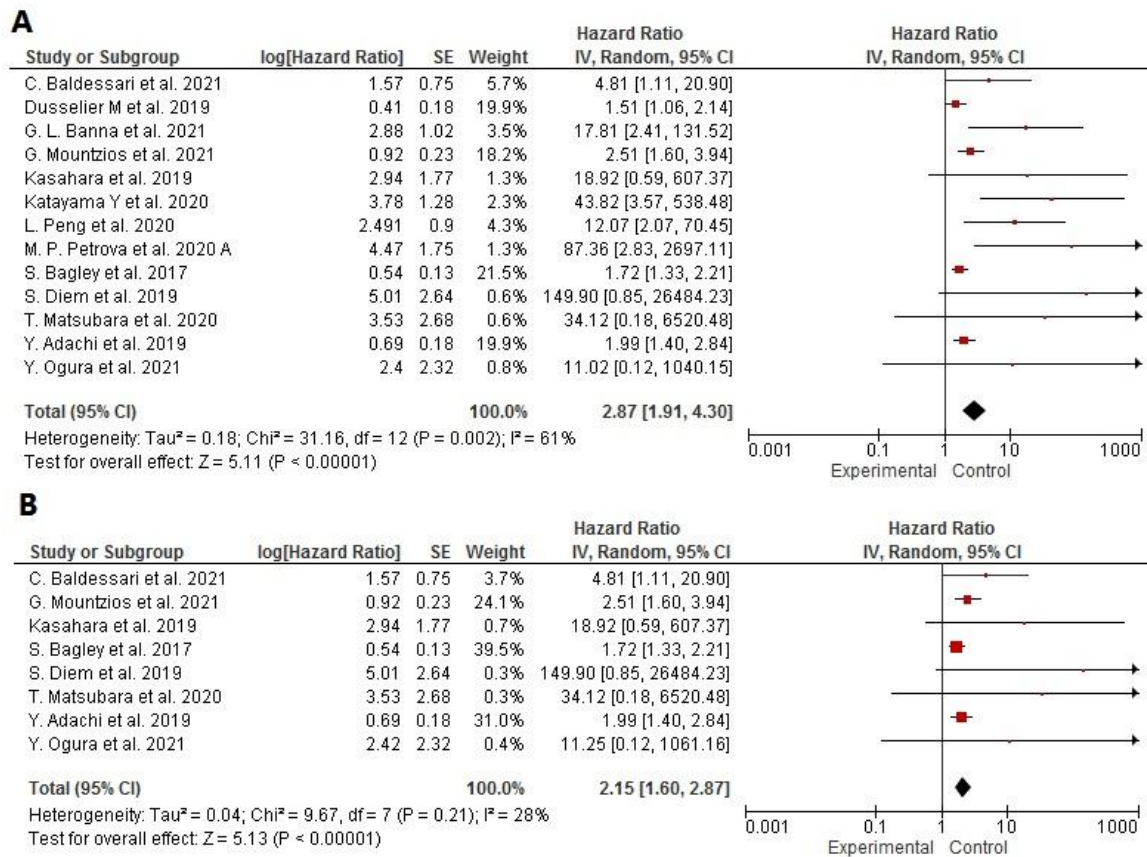 A
Hazard Ratio Hazard Ratio
Study or Subgroup log[Hazard Ratio] SE Weight IV, Random, 95% CI IV, Random, 95% CI
C. Baldessari et al. 2021 1.57 0.75 5.7% 4.81 [1.11, 20.90]
Dusselier M et al. 2019 0.41 0.18 19.9% 1.51 [1.06, 2.14]
G. L. Banna et al. 2021 2.88 1.02 3.5% 17.81 [2.41, 131.52]
G. Mountzios et al. 2021 0.92 0.23 18.2% 2.51 [1.60, 3.94]
Kasahara et al. 2019 2.94 1.77 1.3% 18.92 [0.59, 607.37]
Katayama Y et al. 2020 3.78 1.28 2.3% 43.82 [3.57, 538.48]
L. Peng et al. 2020 2.491 0.9 4.3% 12.07 [2.07, 70.45]
M. P. Petrova et al. 2020 A 4.47 1.75 1.3% 87.36 [2.83, 2697.11]
S. Bagley et al. 2017 0.54 0.13 21.5% 1.72 [1.33, 2.21]
S. Diem et al. 2019 5.01 2.64 0.6% 149.90 [0.85, 26484.23]
T. Matsubara et al. 2020 3.53 2.68 0.6% 34.12 [0.18, 6520.48]
Y. Adachi et al. 2019 0.69 0.18 19.9% 1.99 [1.40, 2.84]
Y. Ogura et al. 2021 2.4 2.32 0.8% 11.02 [0.12, 1040.15]
Total (95% CI) 100.0% 2.87 [1.91, 4.30]
Heterogeneity: Tau² = 0.18; Chi² = 31.16, df = 12 (P = 0.002); I² = 61%
Test for overall effect: Z = 5.11 (P < 0.00001)
0.001 0.1 1 10 1000
Experimental Control
B
Hazard Ratio Hazard Ratio
Study or Subgroup log[Hazard Ratio] SE Weight IV, Random, 95% CI IV, Random, 95% CI
C. Baldessari et al. 2021 1.57 0.75 3.7% 4.81 [1.11, 20.90]
G. Mountzios et al. 2021 0.92 0.23 24.1% 2.51 [1.60, 3.94]
Kasahara et al. 2019 2.94 1.77 0.7% 18.92 [0.59, 607.37]
S. Bagley et al. 2017 0.54 0.13 39.5% 1.72 [1.33, 2.21]
S. Diem et al. 2019 5.01 2.64 0.3% 149.90 [0.85, 26484.23]
T. Matsubara et al. 2020 3.53 2.68 0.3% 34.12 [0.18, 6520.48]
Y. Adachi et al. 2019 0.69 0.18 31.0% 1.99 [1.40, 2.84]
Y. Ogura et al. 2021 2.42 2.32 0.4% 11.25 [0.12, 1061.16]
Total (95% CI) 100.0% 2.15 [1.60, 2.87]
Heterogeneity: Tau² = 0.04; Chi² = 9.67, df = 7 (P = 0.21); I² = 28%
Test for overall effect: Z = 5.13 (P < 0.00001)
0.001 0.1 1 10 1000
Experimental Control